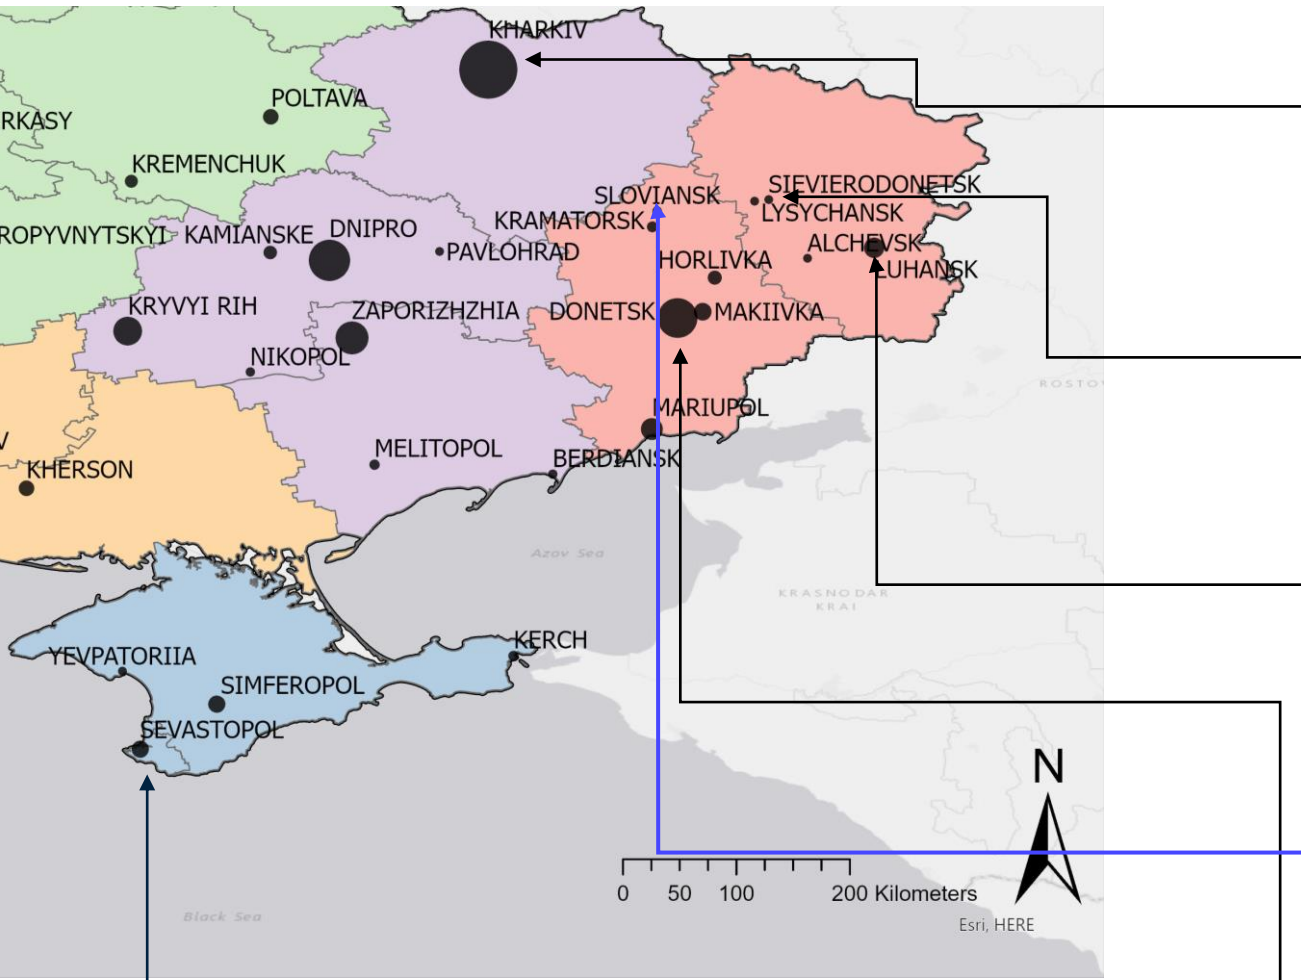 KHARKIV
POLTAVA
RKASY
KREMENCHUK
SIEVIERODONETSK
SLOVIANSK
LYSYCHANSK
KRAMATORSK
ROPYVNYTSKYI
KAMIANSKE
DNIPRO
PAVLOHRAD
ALCHEVSK
HORLIVKA
LUHANSK
KRYVYI RIH
ZAPORIZHZHIA
DONETSK
MAKIIVKA
NIKOPOL
ROSTOV
MARIUPOL
V
MELITOPOL
BERDIANSK
KHERSON
Azov Sea
KRASNODAR
KRAI
KERCH
YEVPATORIIA
SIMFEROPOL
SEVASTOPOL
N
0 50 100 200 Kilometers
Black Sea
Esri, HERE